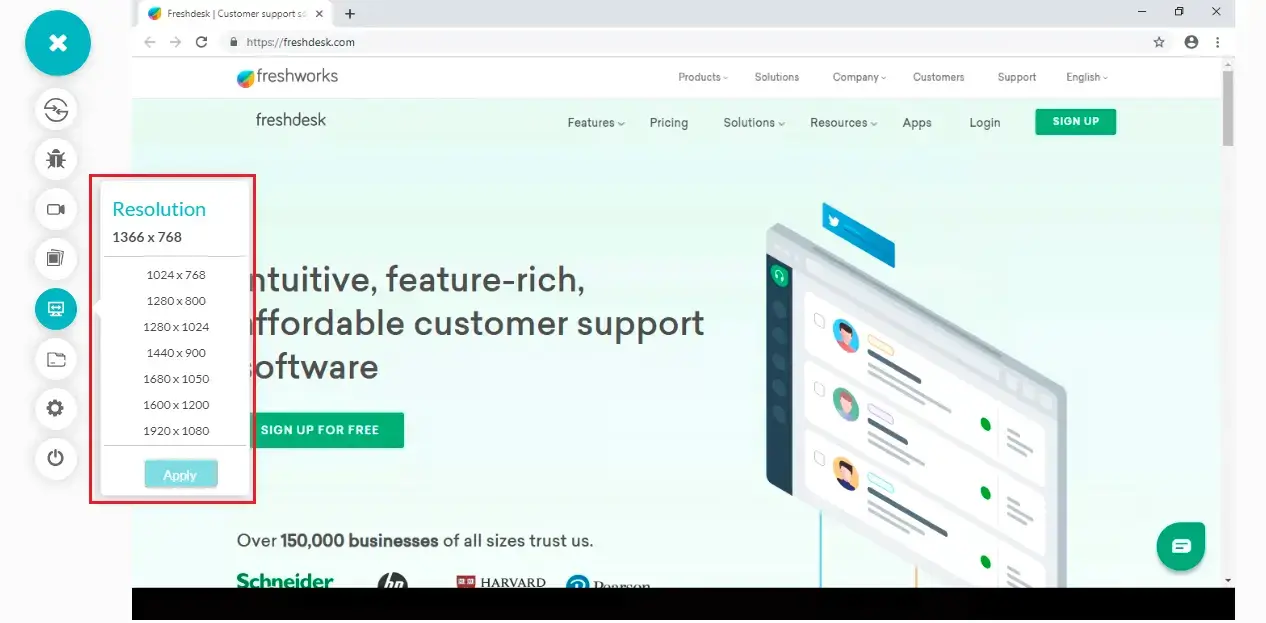 Freshdesk | Customer support so
https://freshdesk.com
freshworks
Products
Solutions
Company
Customers
Support
English
freshdesk
Features
Pricing
Solutions
Resources
Apps
Login
SIGN UP
Resolution
1366 x 768
1024 x 768
1280 x 800
1280 x 1024
1440 x 900
1680 x 1050
1600 x 1200
1920 x 1080
Apply
ntuitive, feature-rich,
ffordable customer support
oftware
SIGN UP FOR FREE
Over 150,000 businesses of all sizes trust us.
Schneider
hp
HARVARD
Pearson